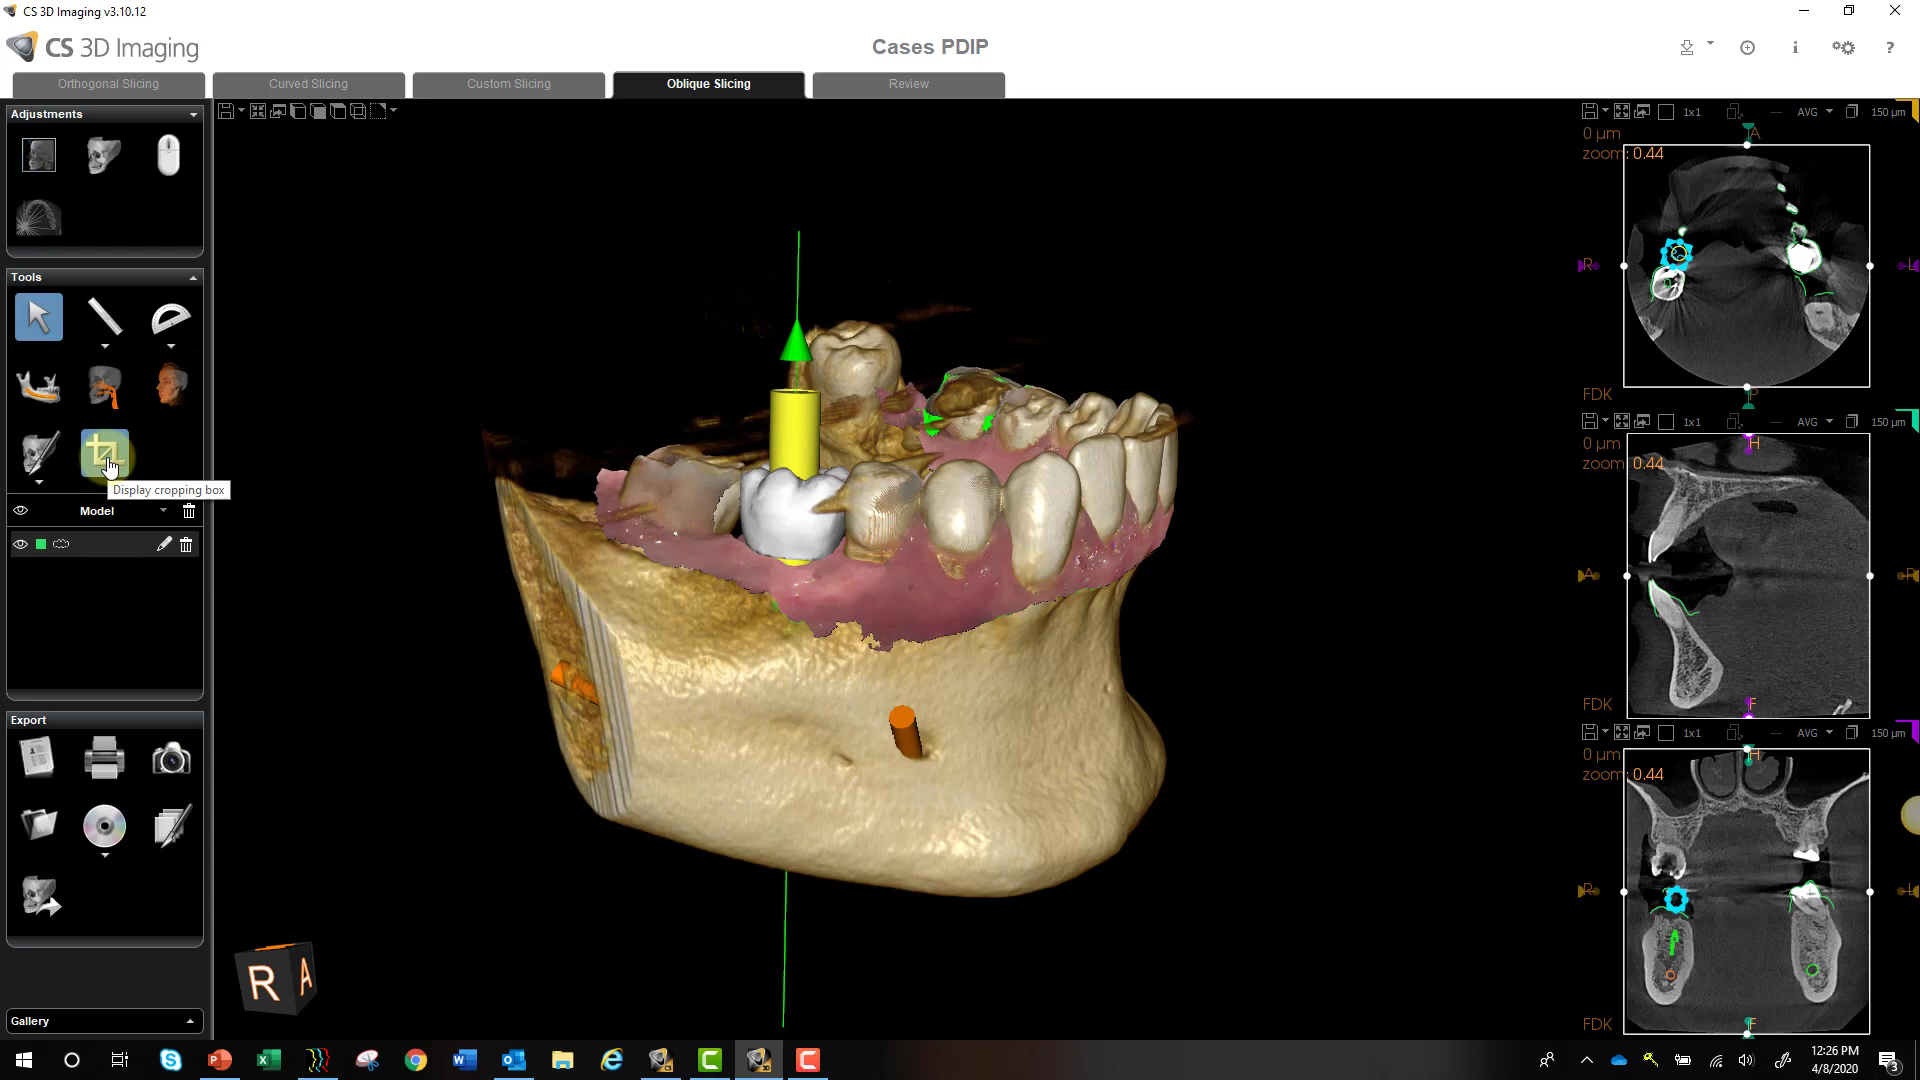 CS 3D Imaging v3.10.12
CS 3D Imaging
Cases PDIP
Orthogonal Slicing
Curved Slicing
Custom Slicing
Oblique Slicing
Review
Adjustments
Tools
Display cropping box
Model
Export
Gallery
R A
1x1
AVG
150 µm
0 µm
zoom: 0.44
A
R
L
FDK
P
1x1
AVG
150 µm
0 µm
zoom: 0.44
H
A
P
FDK
F
1x1
AVG
150 µm
0 µm
zoom: 0.44
H
R
L
FDK
F
12:26 PM
4/8/2020
3